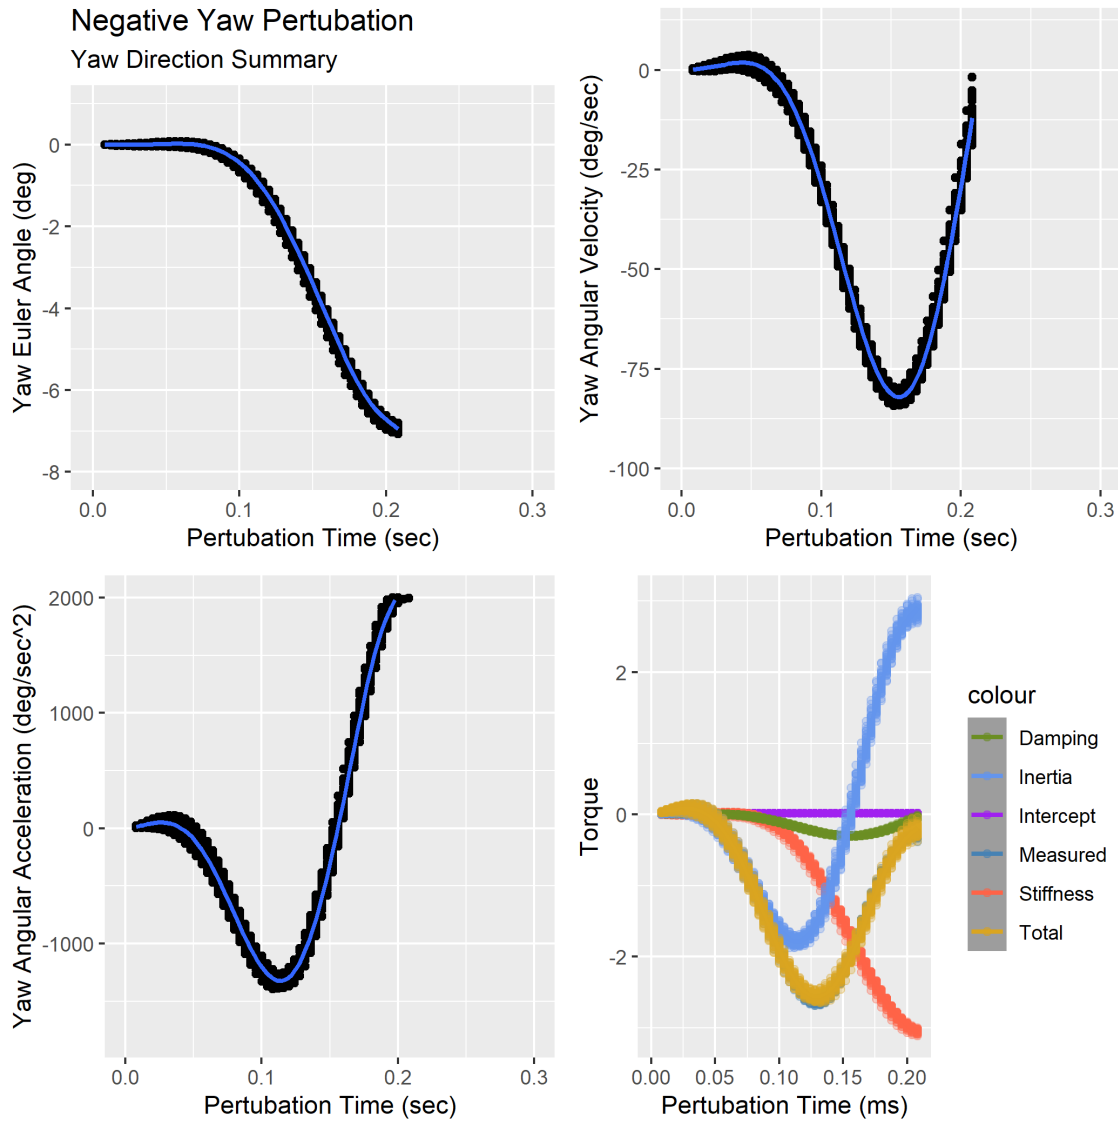 Negative Yaw Pertubation
Yaw Direction Summary
Yaw Euler Angle (deg)
0
-2
-4
-6
-8
0.0 0.1 0.2 0.3
Pertubation Time (sec)
Yaw Angular Velocity (deg/sec)
0
-25
-50
-75
-100
0.0 0.1 0.2 0.3
Pertubation Time (sec)
Yaw Angular Acceleration (deg/sec^2)
2000
1000
0
-1000
0.0 0.1 0.2 0.3
Pertubation Time (sec)
Torque
2
0
-2
0.00 0.05 0.10 0.15 0.20
Pertubation Time (ms)
colour
Damping
Inertia
Intercept
Measured
Stiffness
Total